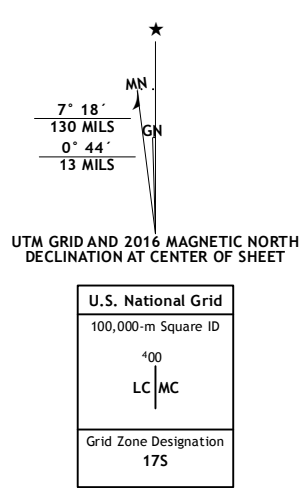 ★
MN
7° 18´
130 MILS
GN
0° 44´
13 MILS
UTM GRID AND 2016 MAGNETIC NORTH
DECLINATION AT CENTER OF SHEET
U.S. National Grid
100,000-m Square ID
⁴00
LC MC
Grid Zone Designation
17S